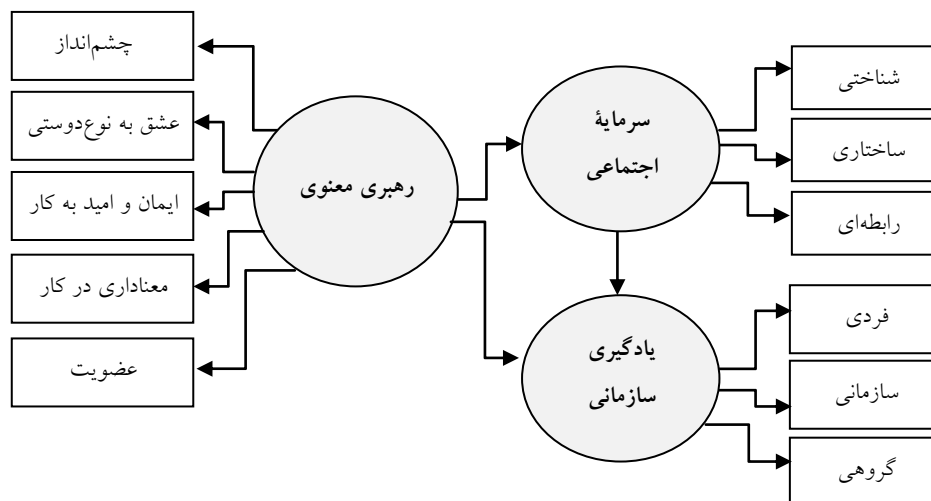 چشم‌انداز
عشق به نوع‌دوستی
ایمان و امید به کار
معناداری در کار
عضویت
رهبری معنوی
سرمایۀ
اجتماعی
یادگیری
سازمانی
شناختی
ساختاری
رابطه‌ای
فردی
سازمانی
گروهی